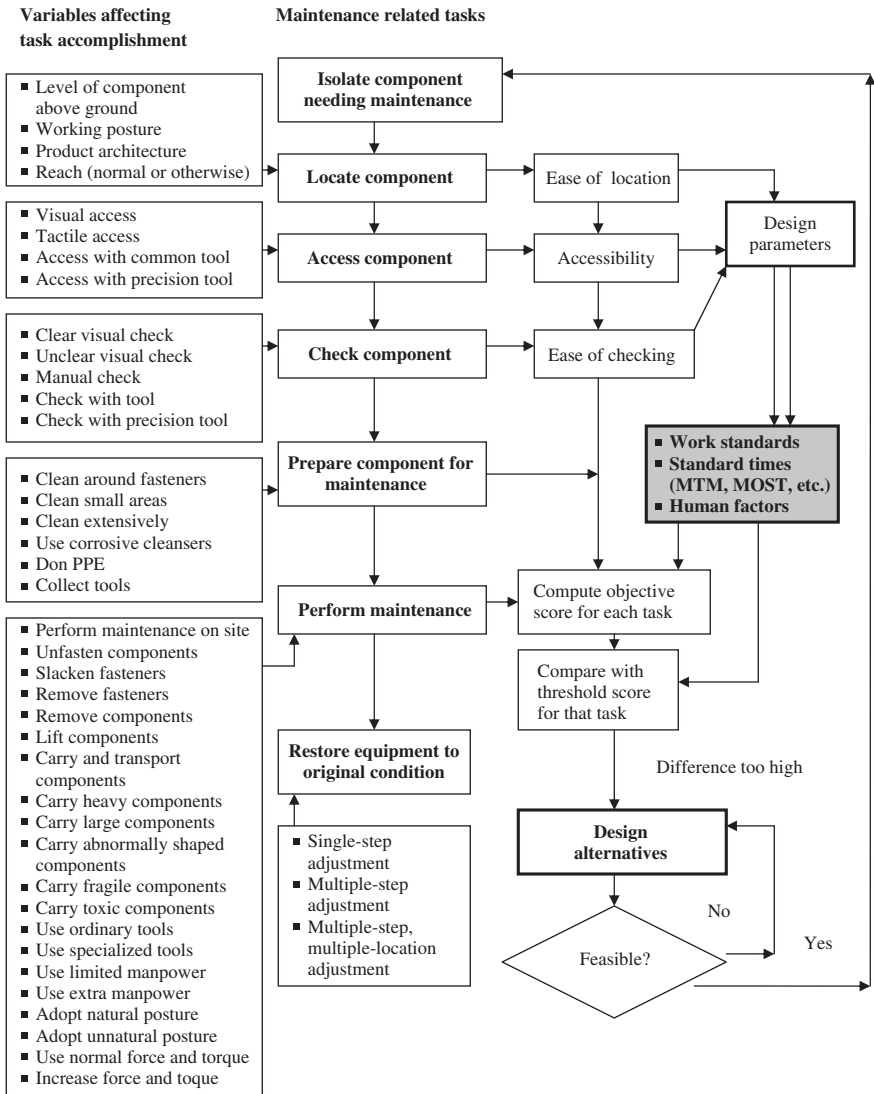 Variables affecting
task accomplishment
Maintenance related tasks
Isolate component
needing maintenance
■ Level of component
above ground
■ Working posture
■ Product architecture
■ Reach (normal or otherwise)
Locate component
Ease of location
Design
parameters
■ Visual access
■ Tactile access
■ Access with common tool
■ Access with precision tool
Access component
Accessibility
■ Clear visual check
■ Unclear visual check
■ Manual check
■ Check with tool
■ Check with precision tool
Check component
Ease of checking
■ Work standards
■ Standard times
(MTM, MOST, etc.)
■ Human factors
■ Clean around fasteners
■ Clean small areas
■ Clean extensively
■ Use corrosive cleansers
■ Don PPE
■ Collect tools
Prepare component for
maintenance
Perform maintenance
Compute objective
score for each task
■ Perform maintenance on site
■ Unfasten components
■ Slacken fasteners
■ Remove fasteners
■ Remove components
■ Lift components
■ Carry and transport
components
■ Carry heavy components
■ Carry large components
■ Carry abnormally shaped
components
■ Carry fragile components
■ Carry toxic components
■ Use ordinary tools
■ Use specialized tools
■ Use limited manpower
■ Use extra manpower
■ Adopt natural posture
■ Adopt unnatural posture
■ Use normal force and torque
■ Increase force and toque
Compare with
threshold score
for that task
Restore equipment to
original condition
Difference too high
■ Single-step
adjustment
■ Multiple-step
adjustment
■ Multiple-step,
multiple-location
adjustment
Design
alternatives
No
Yes
Feasible?